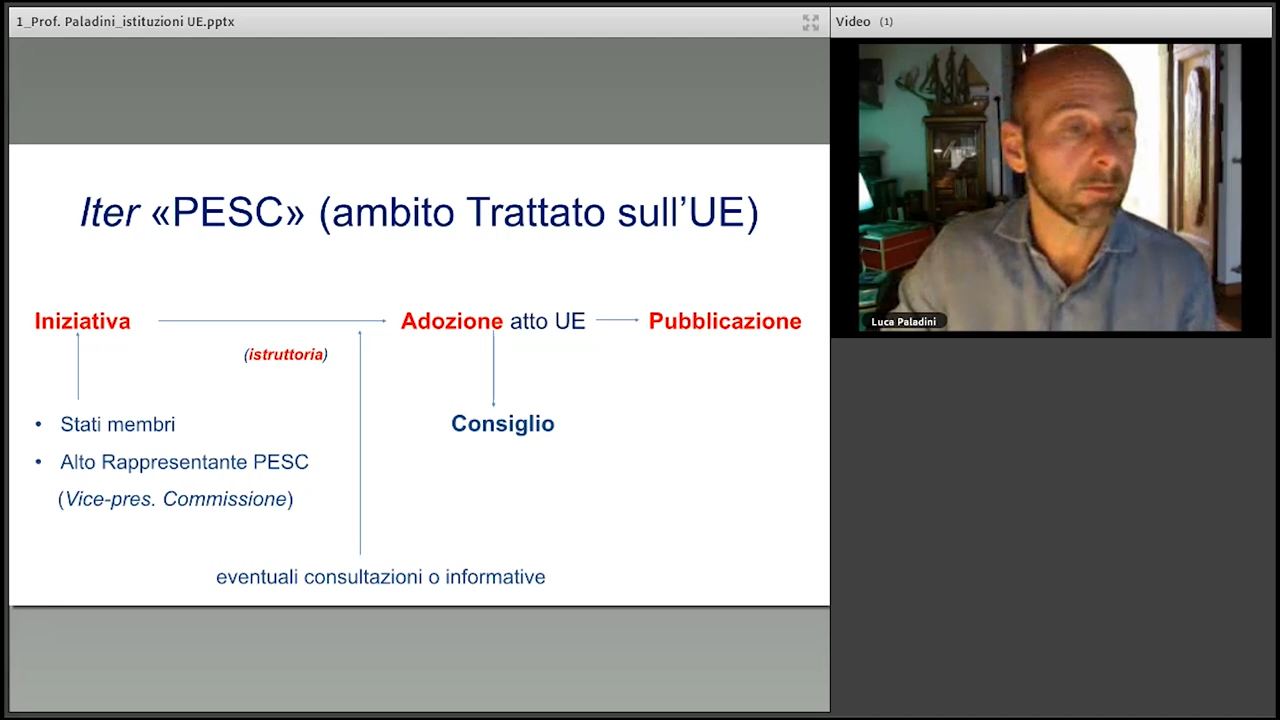 1_Prof. Paladini_istituzioni UE.pptx
Video (1)
Luca Paladini
Iter «PESC» (ambito Trattato sull’UE)
Iniziativa
Adozione atto UE
Pubblicazione
(istruttoria)
• Stati membri
Consiglio
• Alto Rappresentante PESC
(Vice-pres. Commissione)
eventuali consultazioni o informative